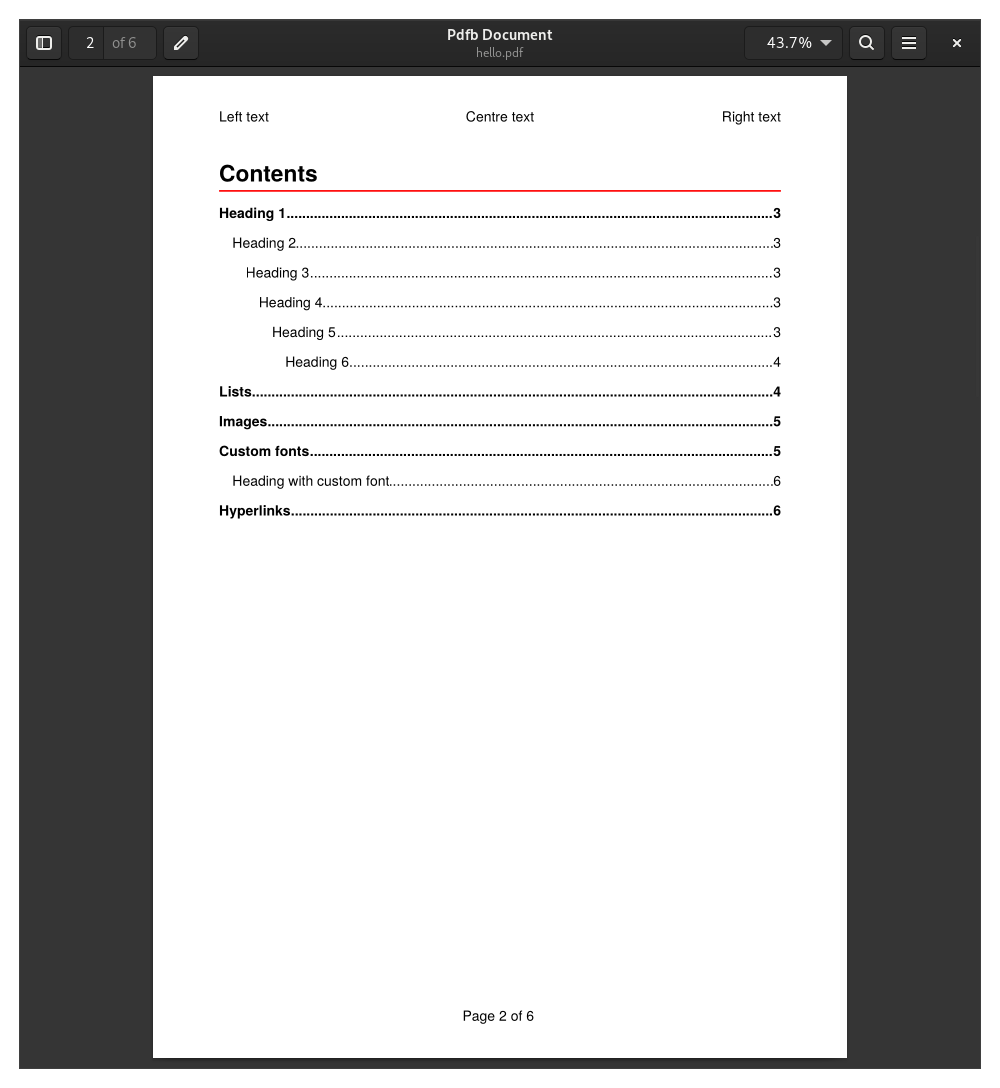 2 of 6
Pdfb Document
hello.pdf
43.7%
Left text Centre text Right text
Contents
Heading 1........................................................................................................................3
Heading 2........................................................................................................................3
Heading 3........................................................................................................................3
Heading 4........................................................................................................................3
Heading 5........................................................................................................................3
Heading 6........................................................................................................................4
Lists........................................................................................................................4
Images........................................................................................................................5
Custom fonts........................................................................................................................5
Heading with custom font........................................................................................................................6
Hyperlinks........................................................................................................................6
Page 2 of 6